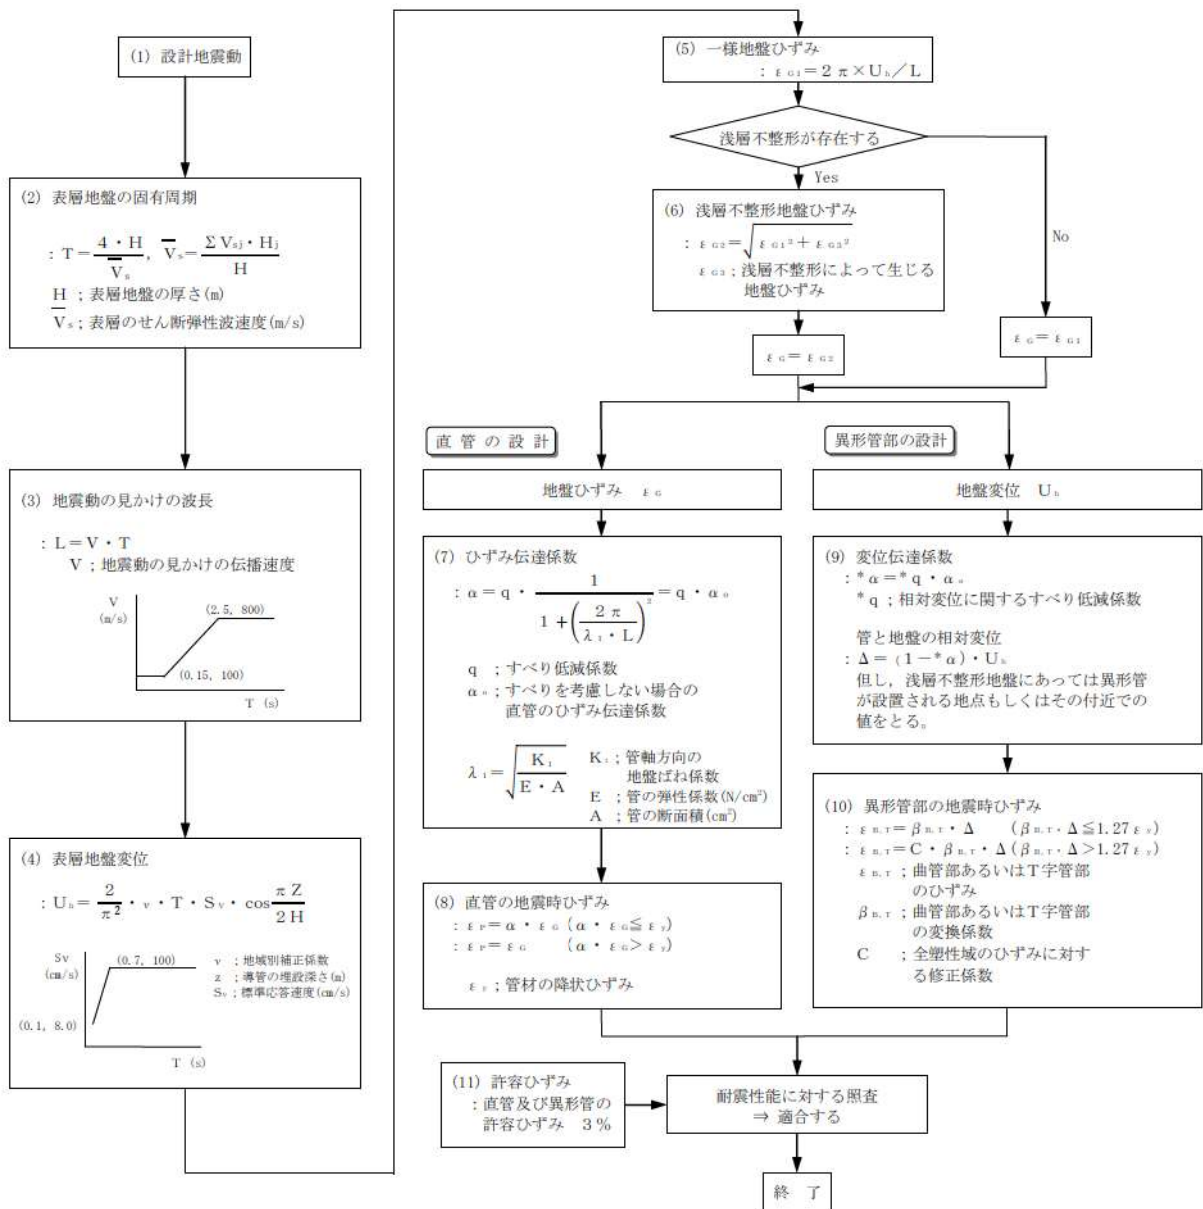 (1) 設計地震動
(2) 表層地盤の固有周期
: T=4・H/V̅s, V̅s=ΣVsj・Hj/H
H ;表層地盤の厚さ(m)
V̅s;表層のせん断弾性波速度(m/s)
(3) 地震動の見かけの波長
: L=V・T
V ;地震動の見かけの伝播速度
V
(m/s)
(2.5, 800)
(0.15, 100)
T (s)
(4) 表層地盤変位
: Uh=2/π²・ν・T・Sv・cos πZ/2H
Sv
(cm/s)
(0.7, 100)
(0.1, 8.0)
T (s)
ν ;地域別補正係数
z ;導管の埋設深さ(m)
Sv;標準応答速度(cm/s)
(5) 一様地盤ひずみ
: εG1=2π×Uh/L
浅層不整形が存在する
Yes
No
(6) 浅層不整形地盤ひずみ
: εG2=√(εG1²+εG3²)
εG3;浅層不整形によって生じる
地盤ひずみ
εG=εG2
εG=εG1
直管の設計
地盤ひずみ εG
(7) ひずみ伝達係数
: α=q・1/(1+(2π/(λ1・L))²)=q・α0
q ;すべり低減係数
α0;すべりを考慮しない場合の
直管のひずみ伝達係数
λ1=√(K1/(E・A))
K1;管軸方向の
地盤ばね係数
E ;管の弾性係数(N/cm²)
A ;管の断面積(cm²)
(8) 直管の地震時ひずみ
: εP=α・εG (α・εG≦εy)
: εP=εG (α・εG>εy)
εy;管材の降状ひずみ
異形管部の設計
地盤変位 Uh
(9) 変位伝達係数
: *α=*q・α0
*q;相対変位に関するすべり低減係数
管と地盤の相対変位
: Δ=(1-*α)・Uh
但し,浅層不整形地盤にあっては異形管
が設置される地点もしくはその付近での
値をとる。
(10) 異形管部の地震時ひずみ
: εB,T=βB,T・Δ (βB,T・Δ≦1.27εy)
: εB,T=C・βB,T・Δ(βB,T・Δ>1.27εy)
εB,T;曲管部あるいはT字管部
のひずみ
βB,T;曲管部あるいはT字管部
の変換係数
C ;全塑性域のひずみに対す
る修正係数
(11) 許容ひずみ
:直管及び異形管の
許容ひずみ 3%
耐震性能に対する照査
⇒ 適合する
終 了